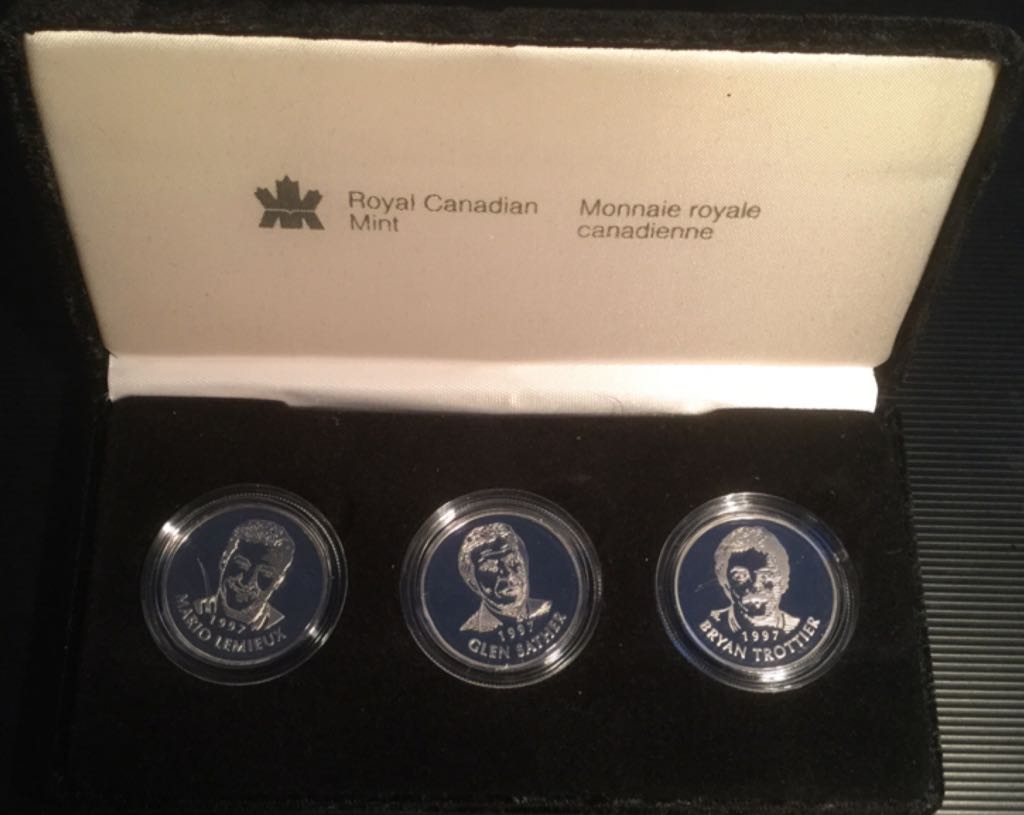 Royal Canadian
Mint
Monnaie royale
canadienne
1997
MARIO LEMIEUX
1997
GLEN SATHER
1997
BRYAN TROTTIER